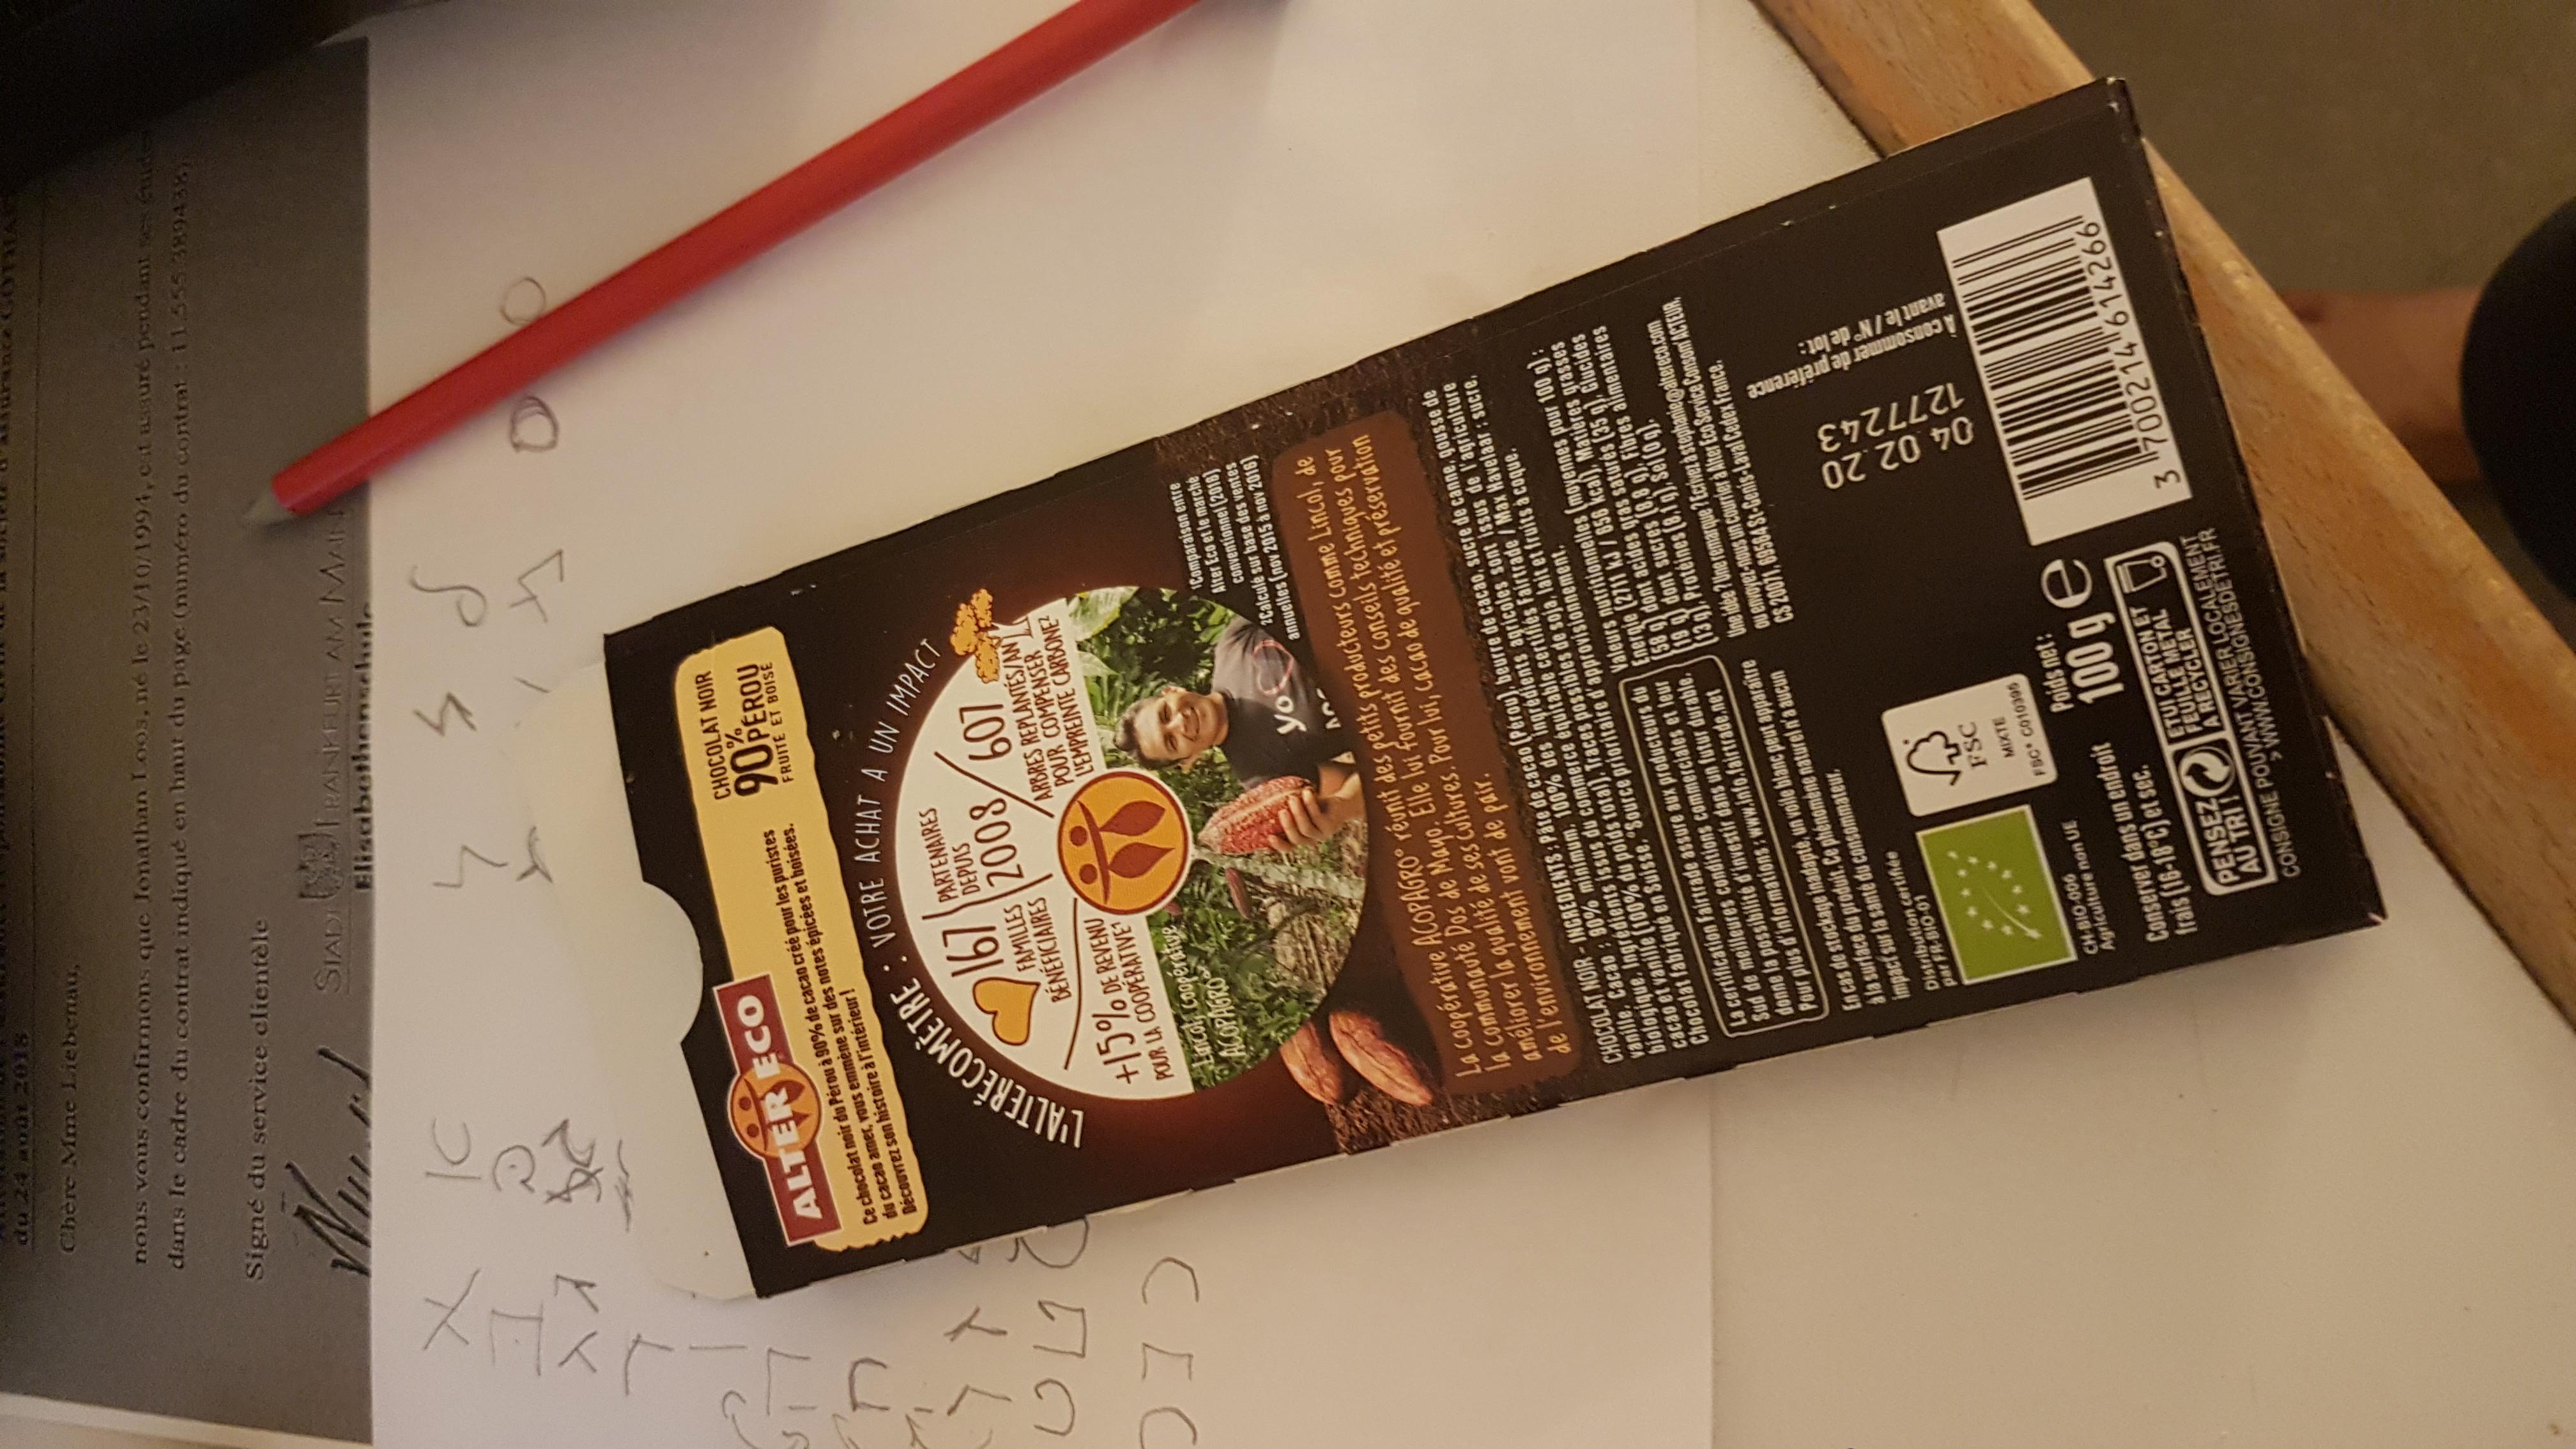 du 24 août 2018
Chère Mme Liebenau,
nous vous confirmons que Jonathan Loos, né le 23/10/1994, est assuré pendant ses études
dans le cadre du contrat indiqué en haut du page (numéro du contrat : 11.555.389438)
Signé du service clientèle
STADT FRANKFURT AM MAIN
Elisabethenschule
ALTER ECO
CHOCOLAT NOIR
90% PÉROU
FRUITÉ ET BOISÉ
Ce chocolat noir du Pérou à 90% de cacao créé pour les puristes
du cacao amer, vous emmène sur des notes épicées et boisées.
Découvrez son histoire à l'intérieur !
L'ALTERÉCOMÈTRE : VOTRE ACHAT A UN IMPACT
167
FAMILLES
BÉNÉFICIAIRES
PARTENAIRES
DEPUIS
2008
607
ARBRES REPLANTÉS/AN
POUR COMPENSER
L'EMPREINTE CARBONE²
+15% DE REVENU
POUR LA COOPÉRATIVE¹
Lincol, coopérative
ACOPAGRO
Yo
¹Comparaison entre
Alter Eco et le marché
conventionnel (2016)
²Calculé sur base des ventes
annuelles (nov 2015 à nov 2016)
La coopérative ACOPAGRO° réunit des petits producteurs comme Lincol, de
la communauté Dos de Mayo. Elle lui fournit des conseils techniques pour
améliorer la qualité de ses cultures. Pour lui, cacao de qualité et préservation
de l'environnement vont de pair.
CHOCOLAT NOIR - INGREDIENTS : Pâte de cacao (Pérou), beurre de cacao, sucre de canne, gousse de
vanille. Cacao : 90% minimum. 100% des ingrédients agricoles sont issus de l'agriculture
biologique. Ingrédients issus du commerce équitable certifiés Fairtrade / Max Havelaar : sucre,
cacao et vanille (100% du poids total). Traces possibles de soja, lait et fruits à coque.
Chocolat fabriqué en Suisse. °Source prioritaire d'approvisionnement.
La certification Fairtrade assure aux producteurs du
Sud de meilleures conditions commerciales et leur
donne la possibilité d'investir dans un futur durable.
Plus d'informations : www.info.fairtrade.net
Valeurs nutritionnelles (moyennes pour 100 g) :
Energie (2711 kJ / 656 kcal), Matières grasses
(58 g) dont acides gras saturés (35 g), Glucides
(19 g) dont sucres (8,8 g), Fibres alimentaires
(13 g), Protéines (8,1 g), Sel (0 g).
Une idée ? Une remarque ? Ecrivez à stephanie@altereco.com
ou envoyez-nous un courrier à Alter Eco Service Consom'ACTEUR,
CS 20071, 69564 St-Genis-Laval Cedex France.
En cas de stockage inadapté, un voile blanc peut apparaître
à la surface du produit. Ce phénomène naturel n'a aucun
impact sur la santé du consommateur.
Distribution certifiée
par FR-BIO-01
FSC
MIXTE
FSC® C010395
CH-BIO-006
Agriculture non UE
04 02 20
1277243
À consommer de préférence
avant le / N° de lot :
Conserver dans un endroit
frais (16-18°C) et sec.
Poids net :
100 g e
PENSEZ
AU TRI !
ETUI CARTON ET
FEUILLE MÉTAL
A RECYCLER
CONSIGNE POUVANT VARIER LOCALEMENT
> WWW.CONSIGNESDETRI.FR
3 700214 614266